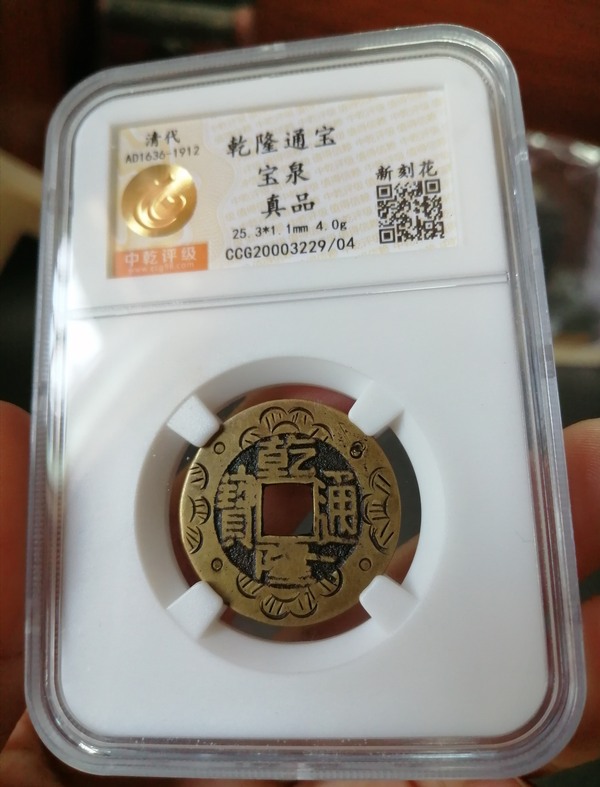 清代
AD1636-1912
乾隆通宝
宝泉
真品
25.3*1.1mm 4.0g
CCG20003229/04
新刻花
中乾评级
乾隆通寶